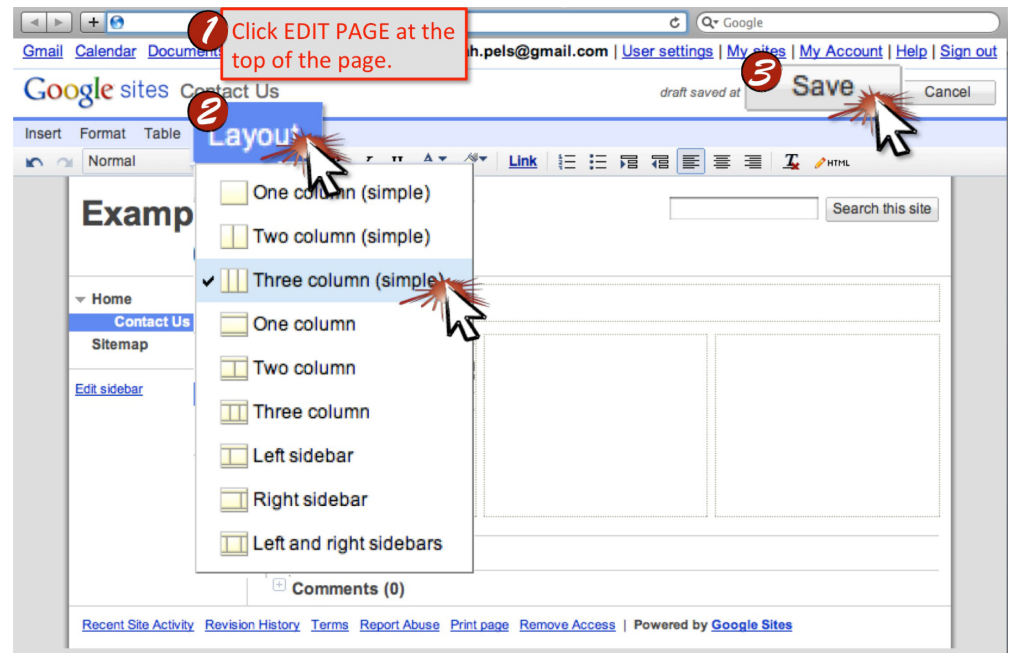 1 Click EDIT PAGE at the
top of the page.
Google
Gmail Calendar
h.pels@gmail.com | User settings | My sites | My Account | Help | Sign out
Google sites Contact Us
draft saved at
3 Save
Cancel
2 Layout
Insert Format Table
Normal
Link
HTML
Examp
Search this site
One column (simple)
Two column (simple)
Three column (simple)
One column
Two column
Three column
Left sidebar
Right sidebar
Left and right sidebars
Home
Contact Us
Sitemap
Edit sidebar
Comments (0)
Recent Site Activity Revision History Terms Report Abuse Print page Remove Access | Powered by Google Sites